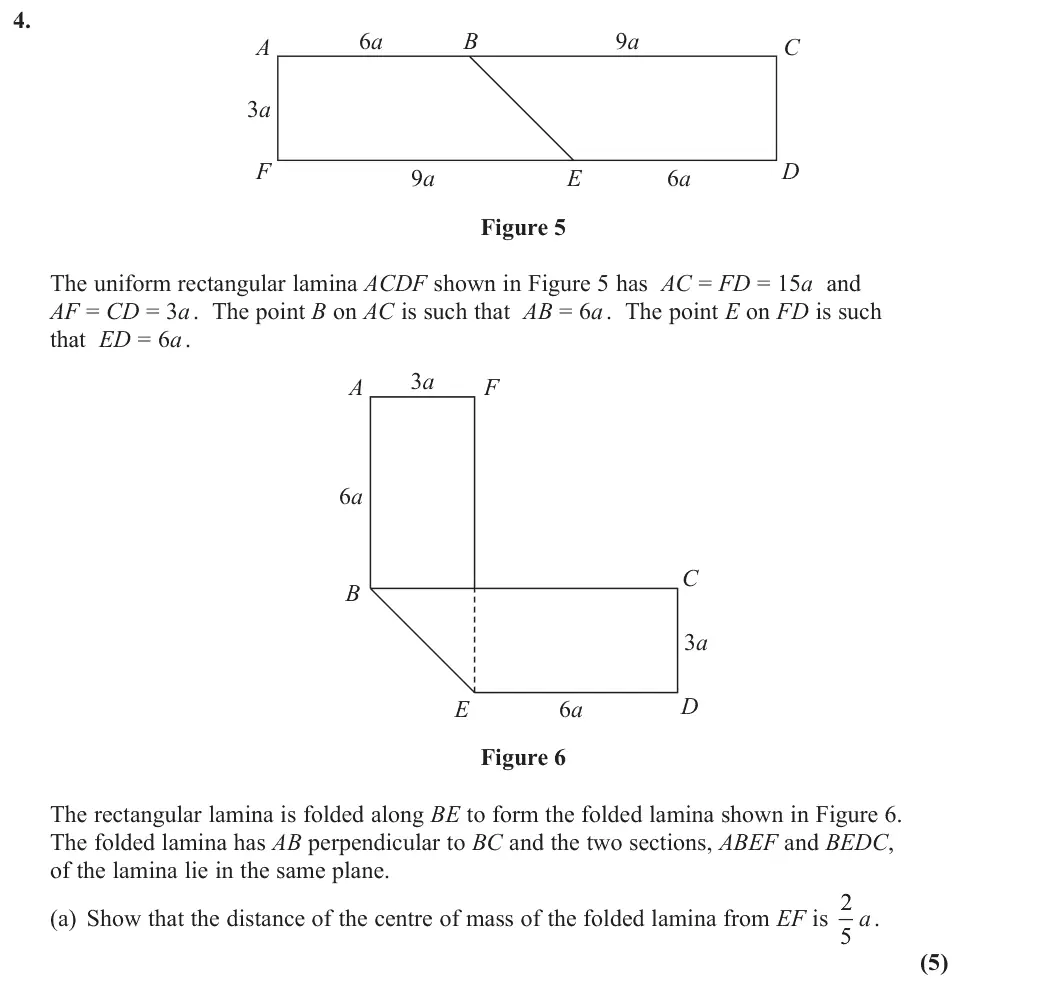 4.
A 6a B 9a C
3a
F 9a E 6a D
Figure 5
The uniform rectangular lamina ACDF shown in Figure 5 has AC = FD = 15a and
AF = CD = 3a. The point B on AC is such that AB = 6a. The point E on FD is such
that ED = 6a.
A 3a F
6a
B C
3a
E 6a D
Figure 6
The rectangular lamina is folded along BE to form the folded lamina shown in Figure 6.
The folded lamina has AB perpendicular to BC and the two sections, ABEF and BEDC,
of the lamina lie in the same plane.
(a) Show that the distance of the centre of mass of the folded lamina from EF is 2/5 a.
(5)